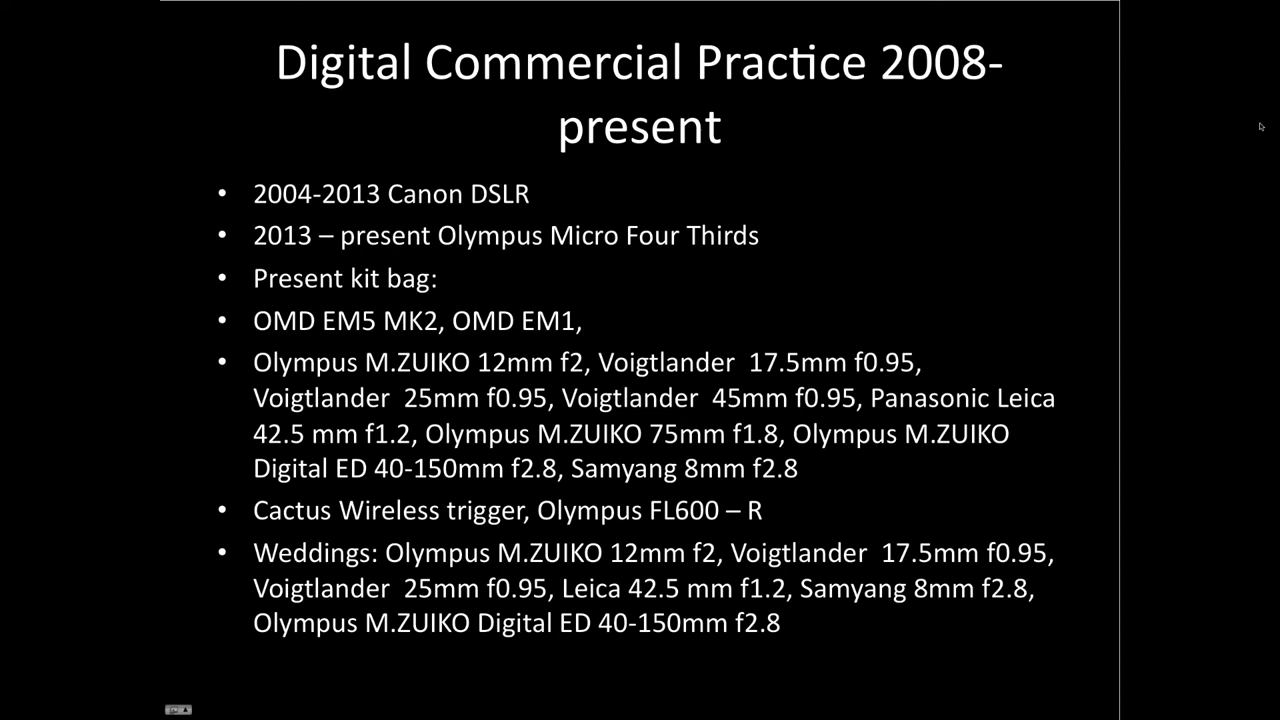 Digital Commercial Practice 2008-
present
• 2004-2013 Canon DSLR
• 2013 – present Olympus Micro Four Thirds
• Present kit bag:
• OMD EM5 MK2, OMD EM1,
• Olympus M.ZUIKO 12mm f2, Voigtlander 17.5mm f0.95,
Voigtlander 25mm f0.95, Voigtlander 45mm f0.95, Panasonic Leica
42.5 mm f1.2, Olympus M.ZUIKO 75mm f1.8, Olympus M.ZUIKO
Digital ED 40-150mm f2.8, Samyang 8mm f2.8
• Cactus Wireless trigger, Olympus FL600 – R
• Weddings: Olympus M.ZUIKO 12mm f2, Voigtlander 17.5mm f0.95,
Voigtlander 25mm f0.95, Leica 42.5 mm f1.2, Samyang 8mm f2.8,
Olympus M.ZUIKO Digital ED 40-150mm f2.8